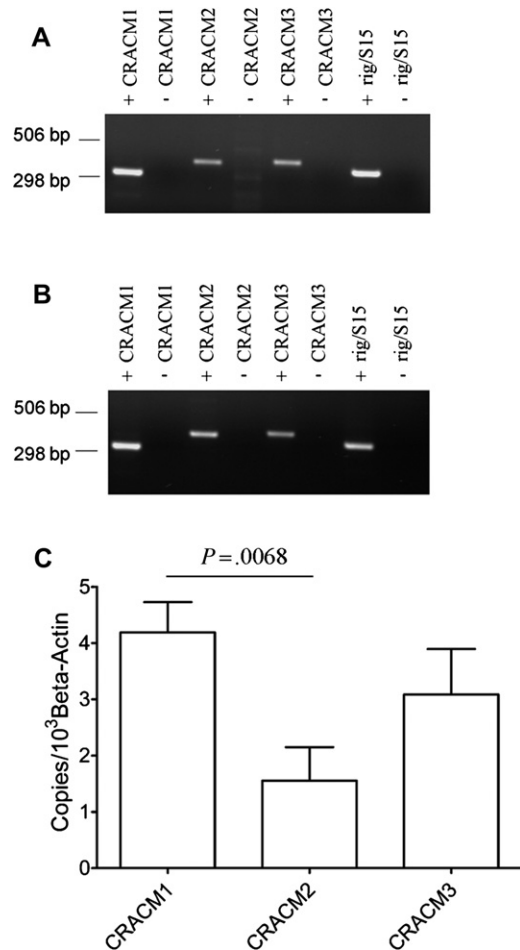 A
+ CRACM1
- CRACM1
+ CRACM2
- CRACM2
+ CRACM3
- CRACM3
+ rig/S15
- rig/S15
506 bp
298 bp
B
+ CRACM1
- CRACM1
+ CRACM2
- CRACM2
+ CRACM3
- CRACM3
+ rig/S15
- rig/S15
506 bp
298 bp
C
P=.0068
Copies/10³Beta-Actin
5
4
3
2
1
0
CRACM1
CRACM2
CRACM3